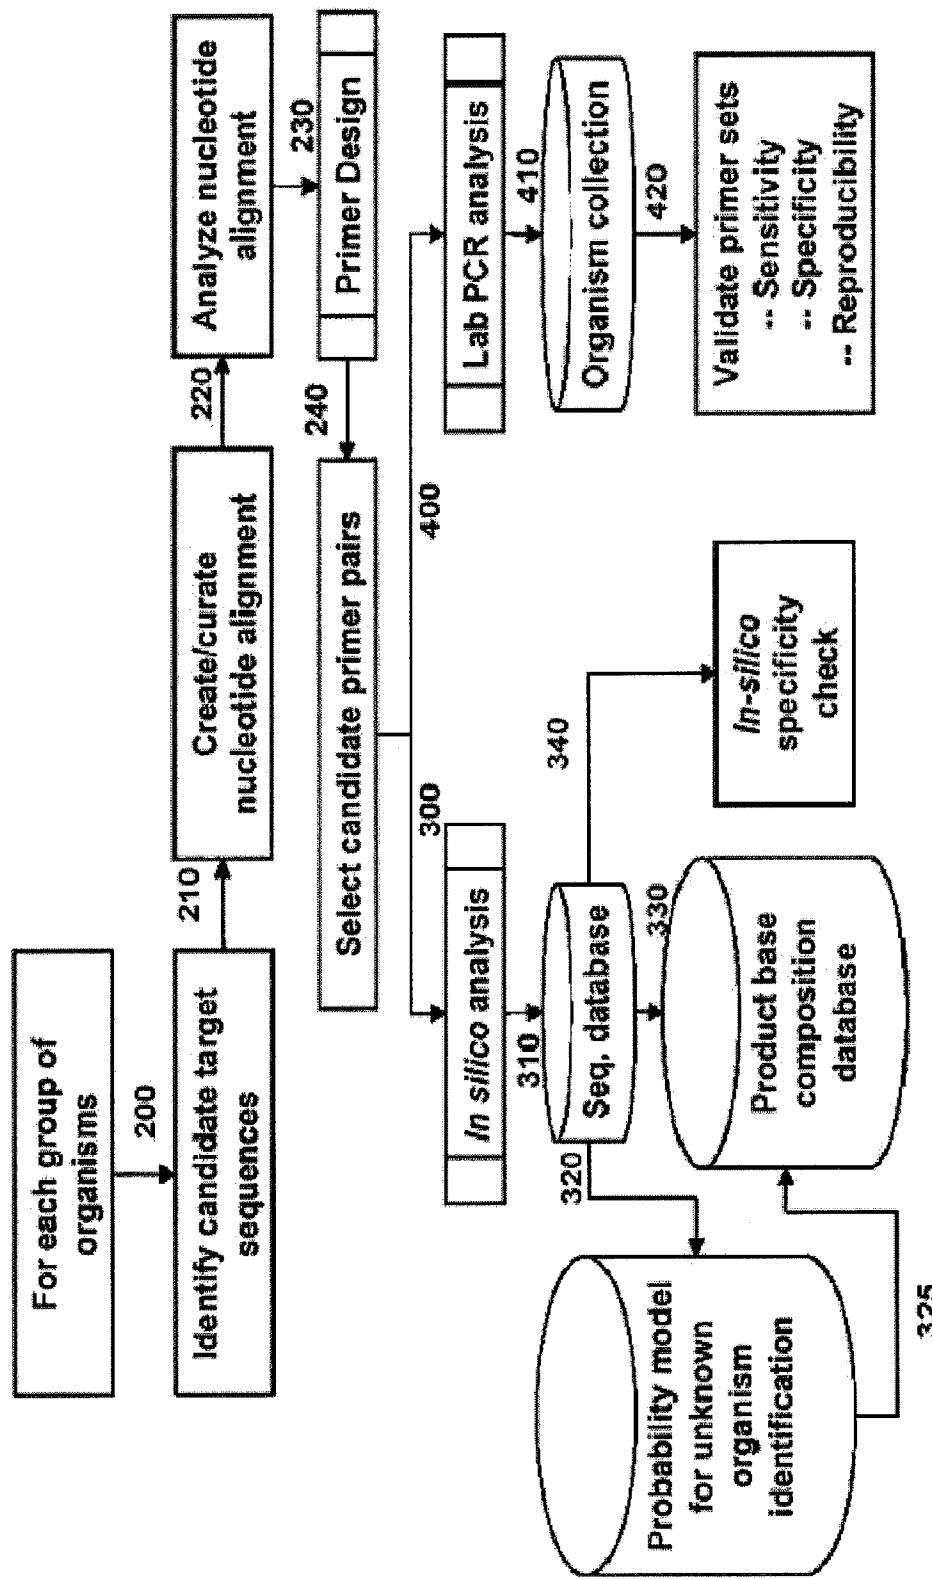 For each group of
organisms
200
Identify candidate target
sequences
210
Create/curate
nucleotide alignment
220
Analyze nucleotide
alignment
230
Primer Design
240
Select candidate primer pairs
300
400
In silico analysis
310
Seq. database
320
Probability model
for unknown
organism
identification
325
330
Product base
composition
database
340
In-silico
specificity
check
Lab PCR analysis
410
Organism collection
420
Validate primer sets
-- Sensitivity
-- Specificity
-- Reproducibility